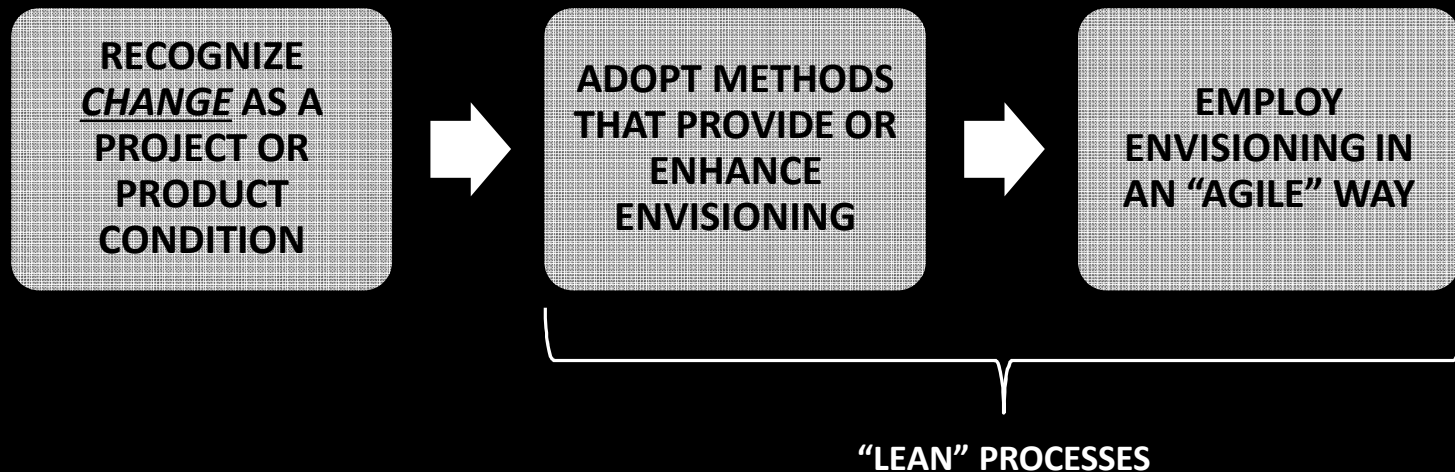 RECOGNIZE
CHANGE AS A
PROJECT OR
PRODUCT
CONDITION
ADOPT METHODS
THAT PROVIDE OR
ENHANCE
ENVISIONING
EMPLOY
ENVISIONING IN
AN “AGILE” WAY
“LEAN” PROCESSES